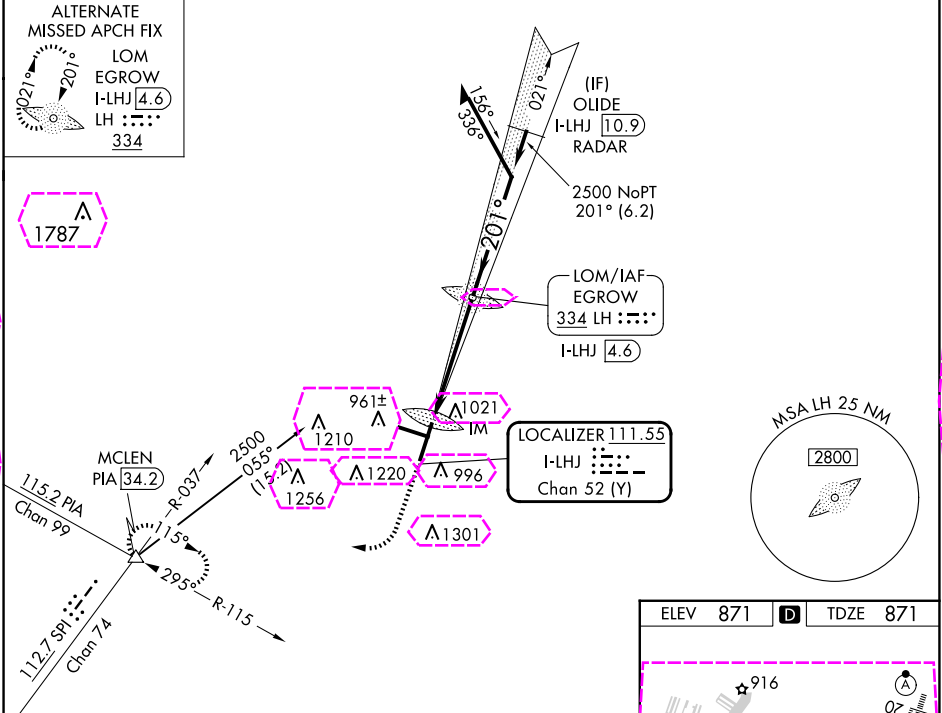 ALTERNATE
MISSED APCH FIX
LOM
EGROW
I-LHJ 4.6
LH
334
021°
201°
1787
156°
336°
021°
(IF)
OLIDE
I-LHJ 10.9
RADAR
2500 NoPT
201° (6.2)
201°
LOM/IAF
EGROW
334 LH
I-LHJ 4.6
961±
1210
1021
IM
LOCALIZER 111.55
I-LHJ
Chan 52 (Y)
1256
1220
996
1301
MCLEN
PIA 34.2
R-037
2500
055°
(15.2)
115.2 PIA
Chan 99
115°
295°
R-115
112.7 SPI
Chan 74
MSA LH 25 NM
2800
ELEV 871 D TDZE 871
916
A
02